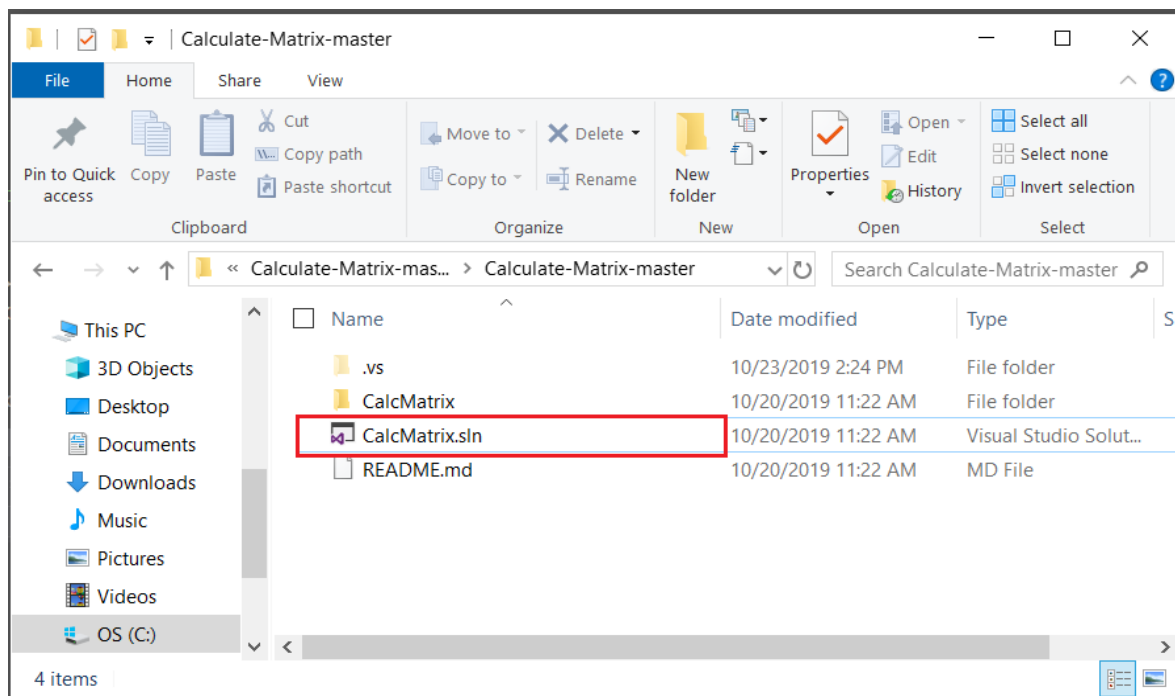 Calculate-Matrix-master
File Home Share View
Pin to Quick access
Copy
Paste
Cut
Copy path
Paste shortcut
Clipboard
Move to
Copy to
Delete
Rename
Organize
New folder
New
Properties
Open
Edit
History
Open
Select all
Select none
Invert selection
Select
« Calculate-Matrix-mas... > Calculate-Matrix-master
Search Calculate-Matrix-master
This PC
3D Objects
Desktop
Documents
Downloads
Music
Pictures
Videos
OS (C:)
Name Date modified Type S
.vs 10/23/2019 2:24 PM File folder
CalcMatrix 10/20/2019 11:22 AM File folder
CalcMatrix.sln 10/20/2019 11:22 AM Visual Studio Solut...
README.md 10/20/2019 11:22 AM MD File
4 items